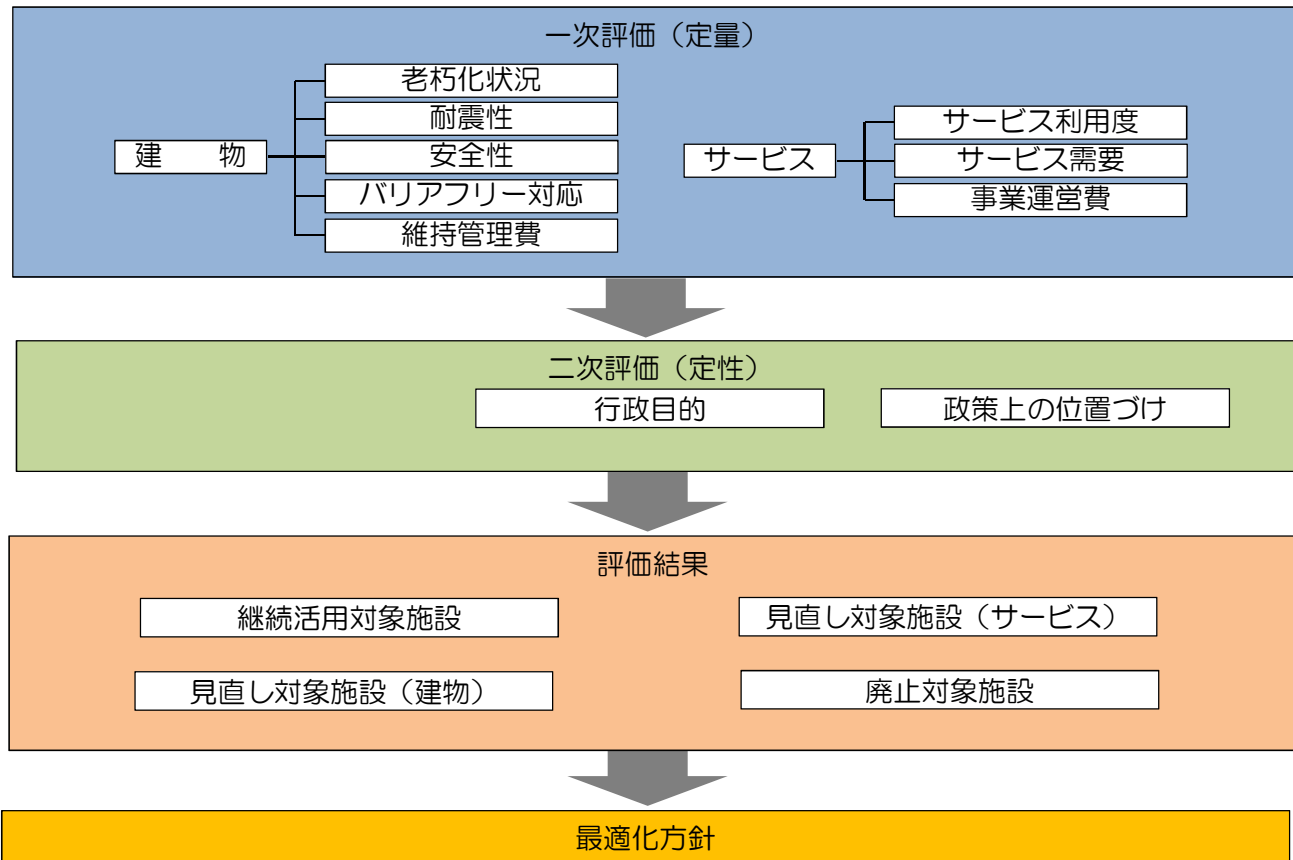 一次評価（定量）
建　　物
老朽化状況
耐震性
安全性
バリアフリー対応
維持管理費
サービス
サービス利用度
サービス需要
事業運営費
二次評価（定性）
行政目的
政策上の位置づけ
評価結果
継続活用対象施設
見直し対象施設（サービス）
見直し対象施設（建物）
廃止対象施設
最適化方針